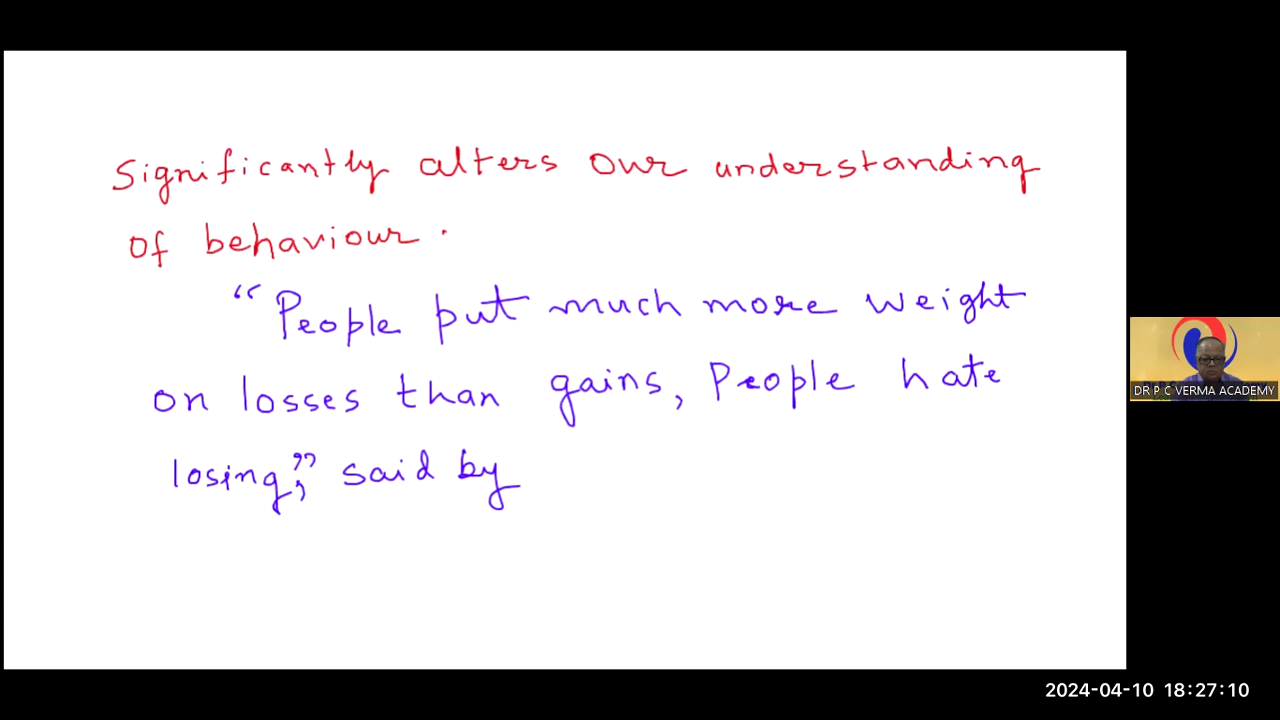 Significantly alters our understanding
of behaviour.
“People put much more weight
on losses than gains, People hate
losing,” said by
DR P C VERMA ACADEMY
2024-04-10 18:27:10